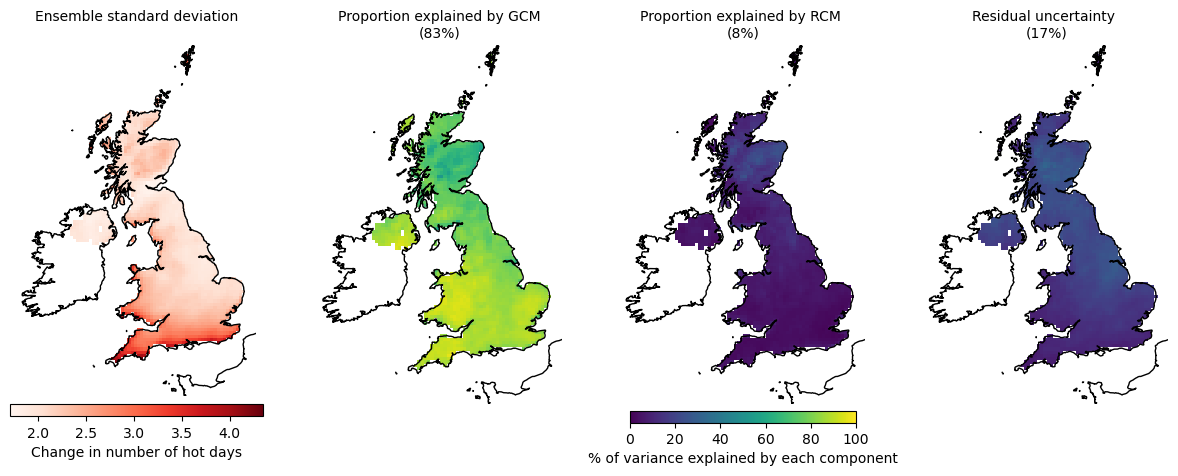 Ensemble standard deviation
Proportion explained by GCM
(83%)
Proportion explained by RCM
(8%)
Residual uncertainty
(17%)
2.0 2.5 3.0 3.5 4.0
Change in number of hot days
0 20 40 60 80 100
% of variance explained by each component